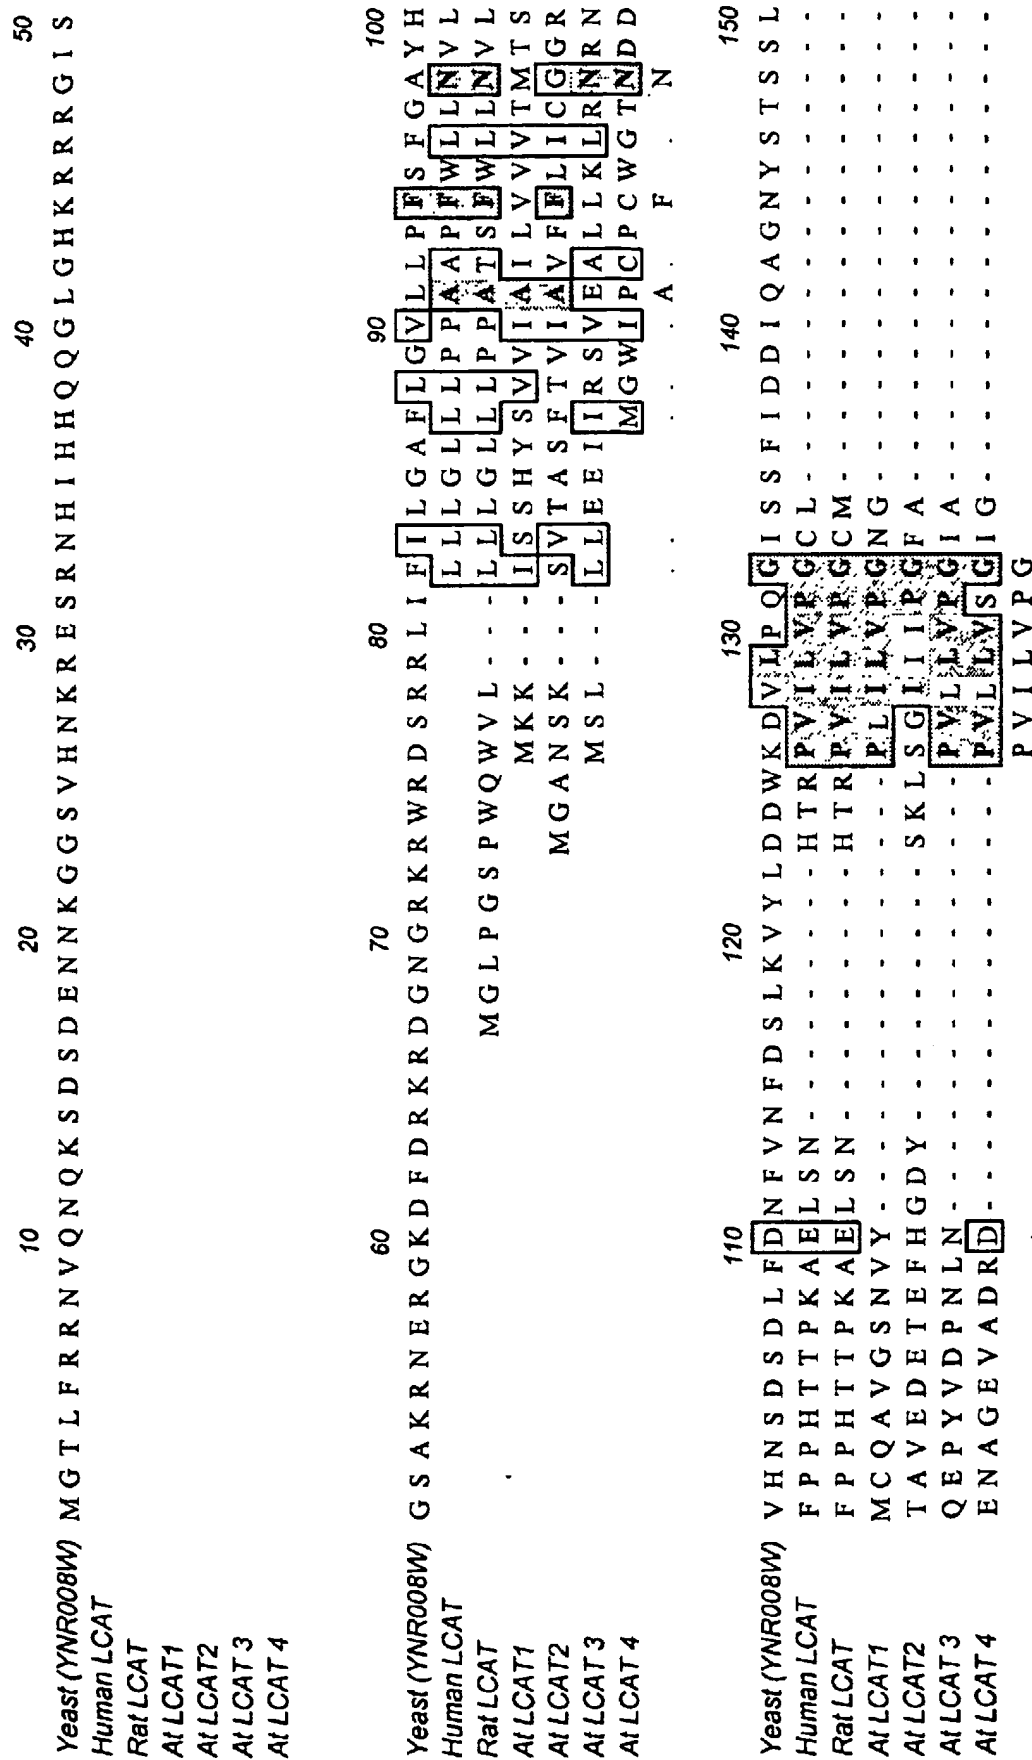 10 20 30 40 50
Yeast (YNR008W) M G T L F R R N V Q N Q K S D S D E N N K G G S V H N K R E S R N H I H H Q Q G L G H K R R R G I S
Human LCAT
Rat LCAT
At LCAT1
At LCAT2
At LCAT 3
At LCAT 4
60 70 80 90 100
Yeast (YNR008W) G S A K R N E R G K D F D R K R D G N G R K R W R D S R R L I F I L G A F L G V L L P F S F G A Y H
Human LCAT L L L G L L L P P A A P F W L L N V L
Rat LCAT M G L P G S P W Q W V L - - - L L L G L L L P P A T S F W L L N V L
At LCAT1 M K K - - - I S S H Y S V V I A I L V V V T M T S
At LCAT2 M G A N S K - - - S V T A S F T V I A V F F L I C G G R
At LCAT 3 M S L - - - L L E E I I R S V E A L L K L R N R N
At LCAT 4 M G W I P C P C W G T N D D
. . . A F . N
110 120 130 140 150
Yeast (YNR008W) V H N S D S D L F D N F V N F D S L K V Y L D D W K D V L P Q G I S S F I D D I Q A G N Y S T S S L
Human LCAT F P P H T T P K A E L S N - - - - - - - - - H T R P V I L V P G C L - - - - - - - - - - - - - - - -
Rat LCAT F P P H T T P K A E L S N - - - - - - - - - H T R P V I L V P G C M - - - - - - - - - - - - - - - -
At LCAT1 M C Q A V G S N V Y - - - - - - - - - - - - - - - P L I L V P G N G - - - - - - - - - - - - - - - -
At LCAT2 T A V E D E T E F H G D Y - - - - - - - - - S K L S G I I I P G F A - - - - - - - - - - - - - - - -
At LCAT 3 Q E P Y V D P N L N - - - - - - - - - - - - - - - P V L L V P G I A - - - - - - - - - - - - - - - -
At LCAT 4 E N A G E V A D R D - - - - - - - - - - - - - - - P V L L V S G I G - - - - - - - - - - - - - - - -
. P V I L V P G